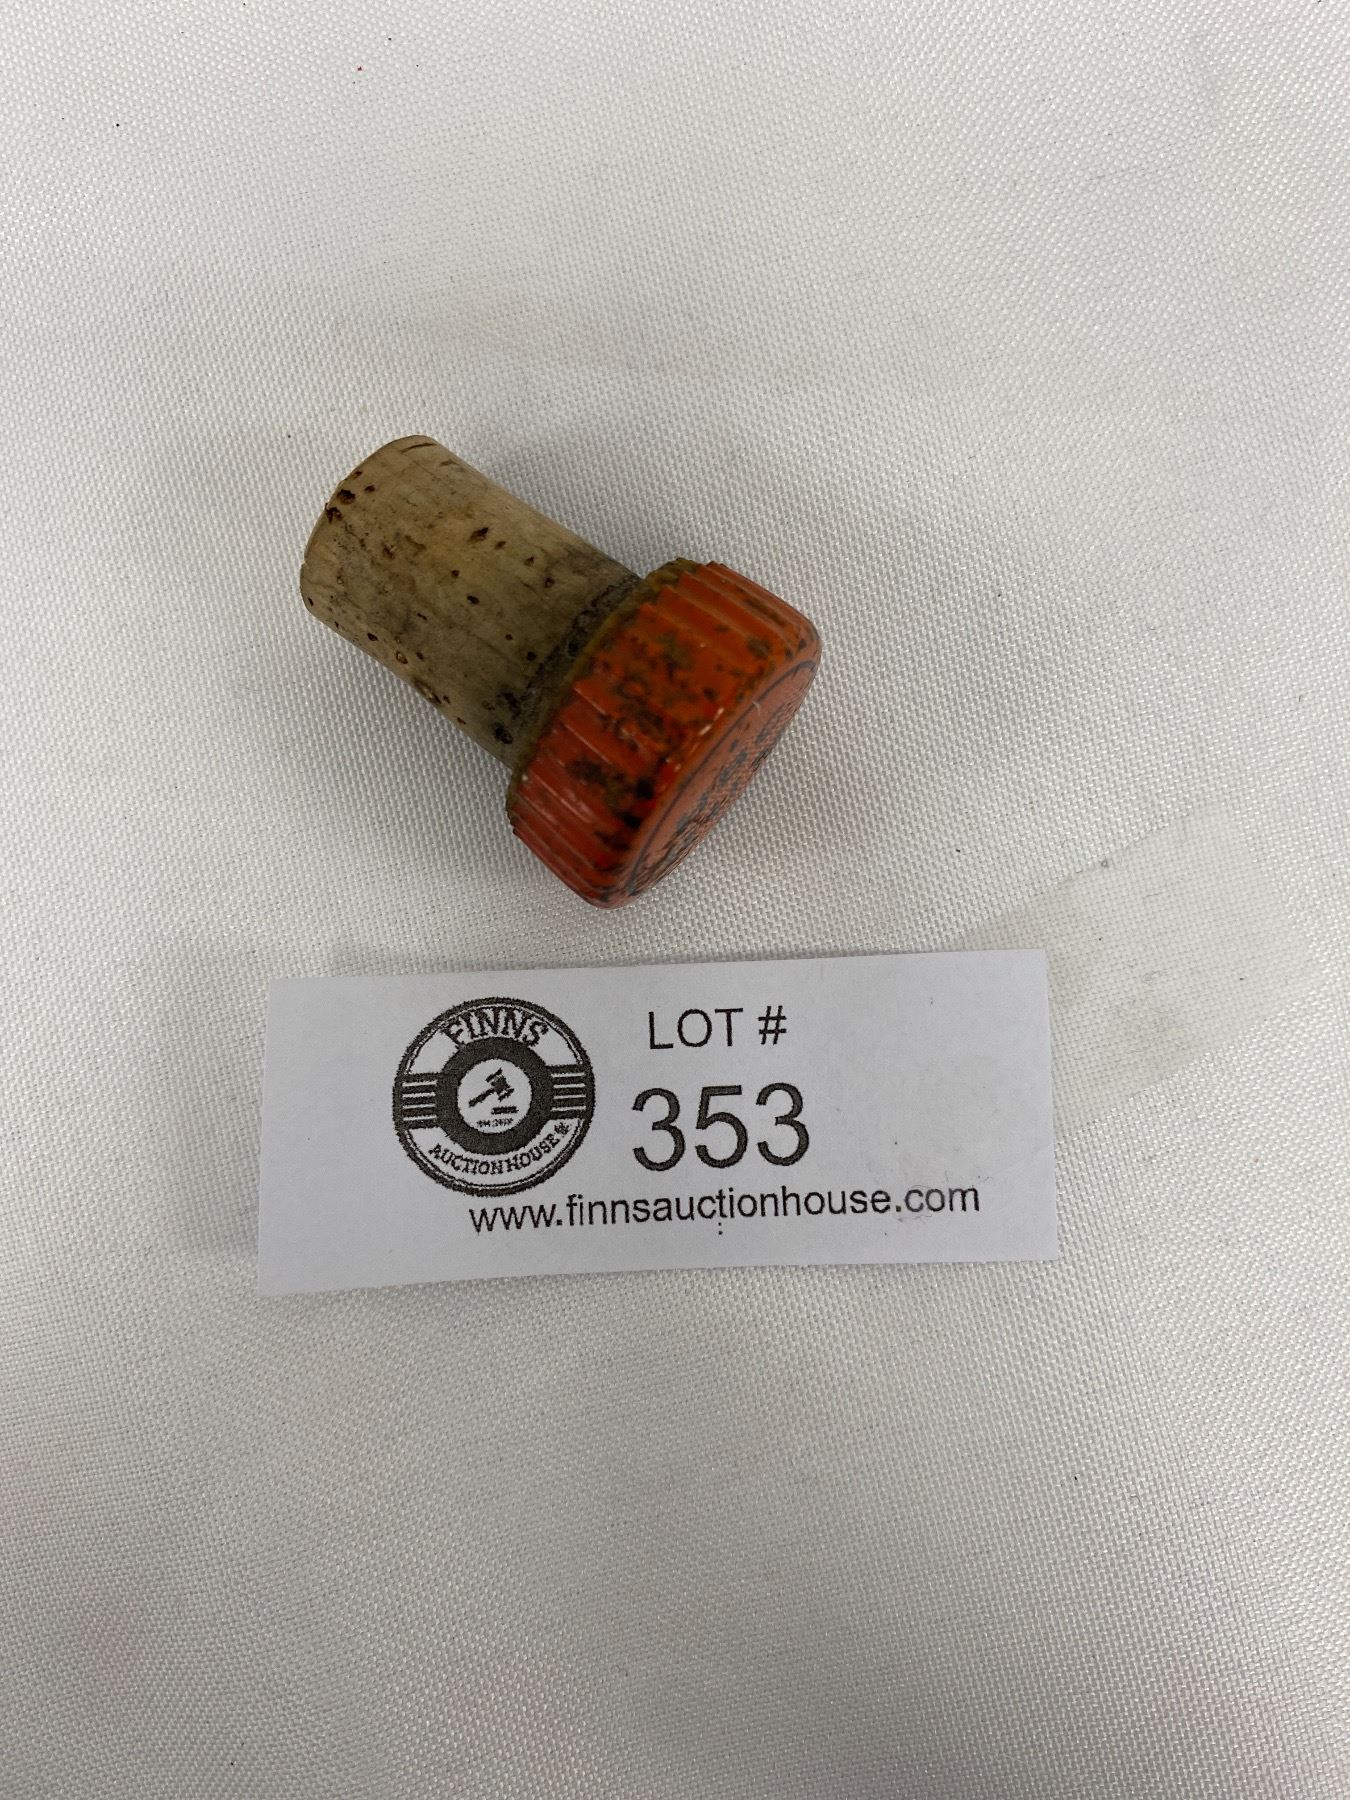 FINNS
AUCTION HOUSE
LOT #
353
www.finnsauctionhouse.com